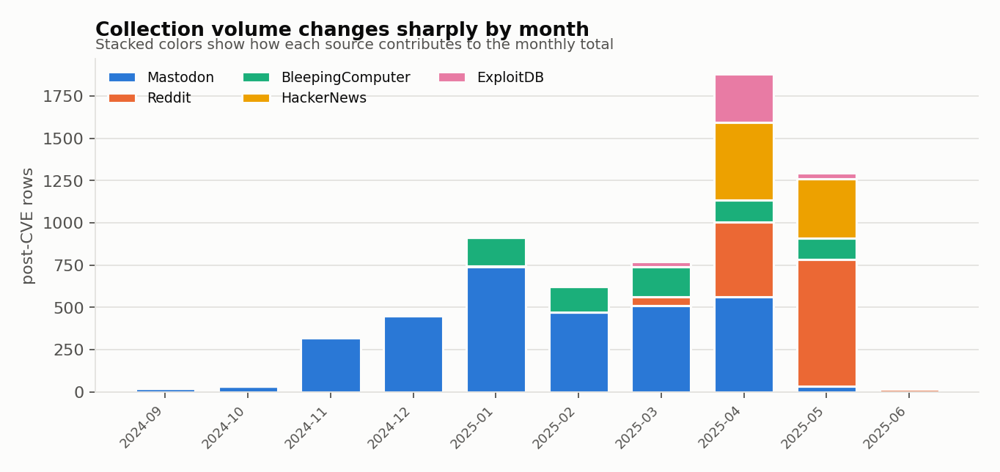 Collection volume changes sharply by month
Stacked colors show how each source contributes to the monthly total
Mastodon
Reddit
BleepingComputer
HackerNews
ExploitDB
post-CVE rows
1750
1500
1250
1000
750
500
250
0
2024-09
2024-10
2024-11
2024-12
2025-01
2025-02
2025-03
2025-04
2025-05
2025-06